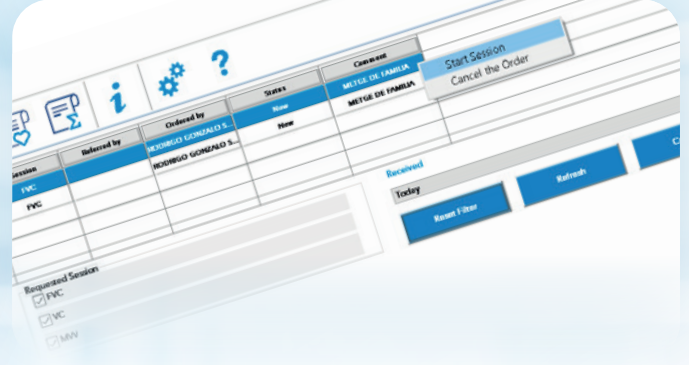 Session Referred by Ordered by Status Comment
FVC RODRIGO GONZALO S... New METGE DE FAMILIA
FVC RODRIGO GONZALO S... New METGE DE FAMILIA
Start Session
Cancel the Order
Received
Today
Reset Filter Refresh
Requested Session
FVC
VC
MVV